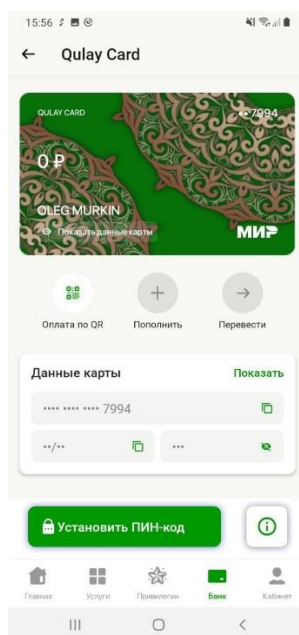 15:56
Qulay Card
QULAY CARD
•• 7994
0 ₽
OLEG MURKIN
Показать данные карты
МИР
Оплата по QR
Пополнить
Перевести
Данные карты
Показать
•••• •••• •••• 7994
••/••
•••
Установить ПИН-код
Главная
Услуги
Привилегии
Банк
Кабинет